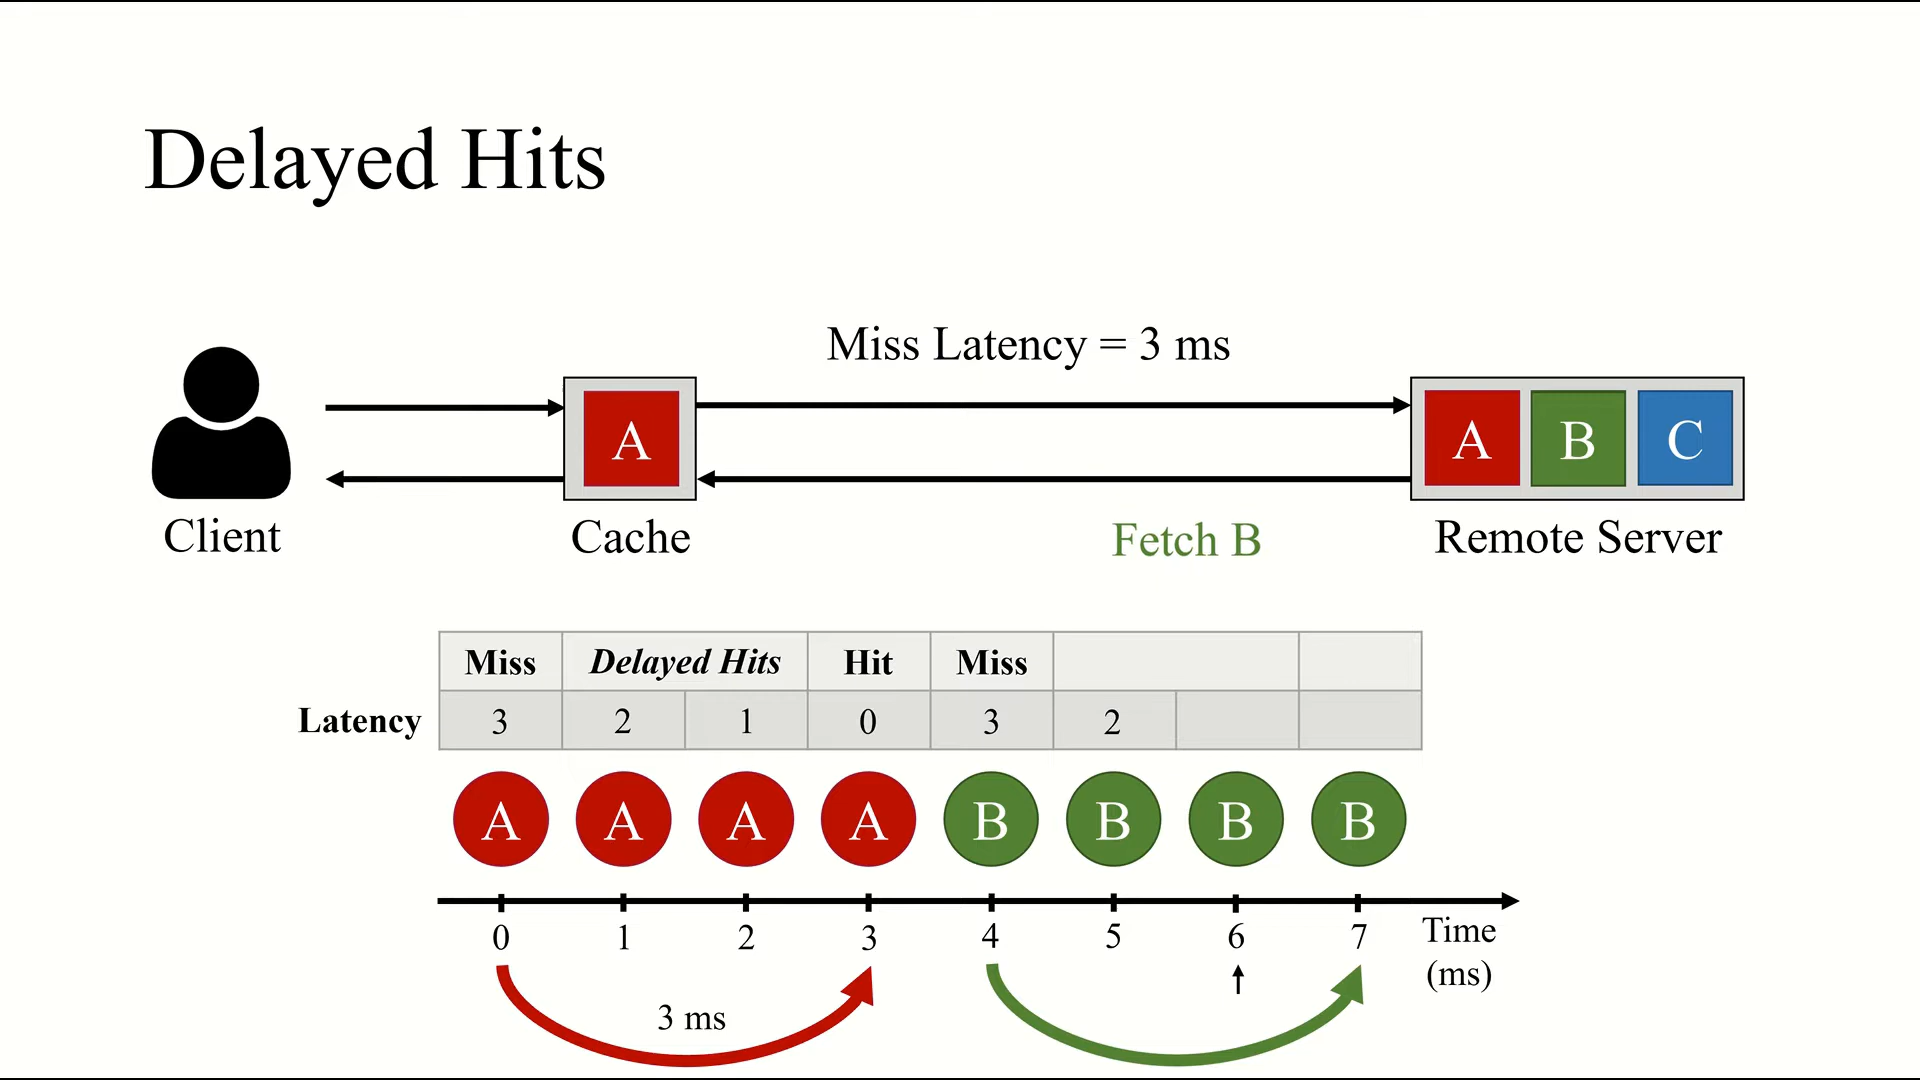 Delayed Hits
Miss Latency = 3 ms
A
A B C
Client
Cache
Fetch B
Remote Server
Miss Delayed Hits Hit Miss
Latency 3 2 1 0 3 2
A A A A B B B B
0 1 2 3 4 5 6 7 Time
(ms)
3 ms